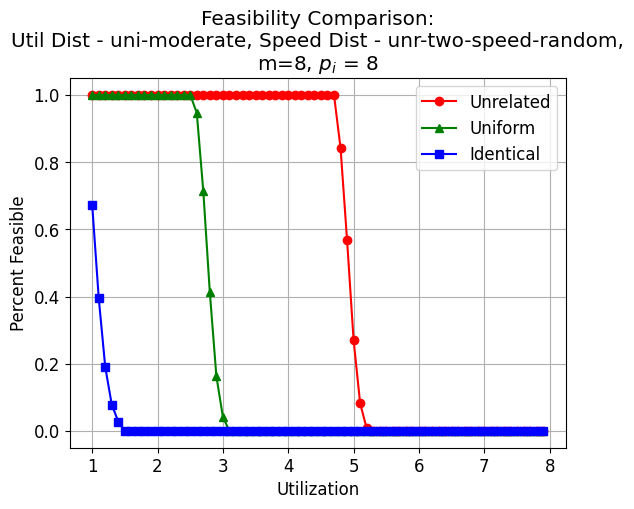 Feasibility Comparison:
Util Dist - uni-moderate, Speed Dist - unr-two-speed-random,
m=8, pᵢ = 8
1.0
0.8
0.6
0.4
0.2
0.0
Percent Feasible
Unrelated
Uniform
Identical
1 2 3 4 5 6 7 8
Utilization